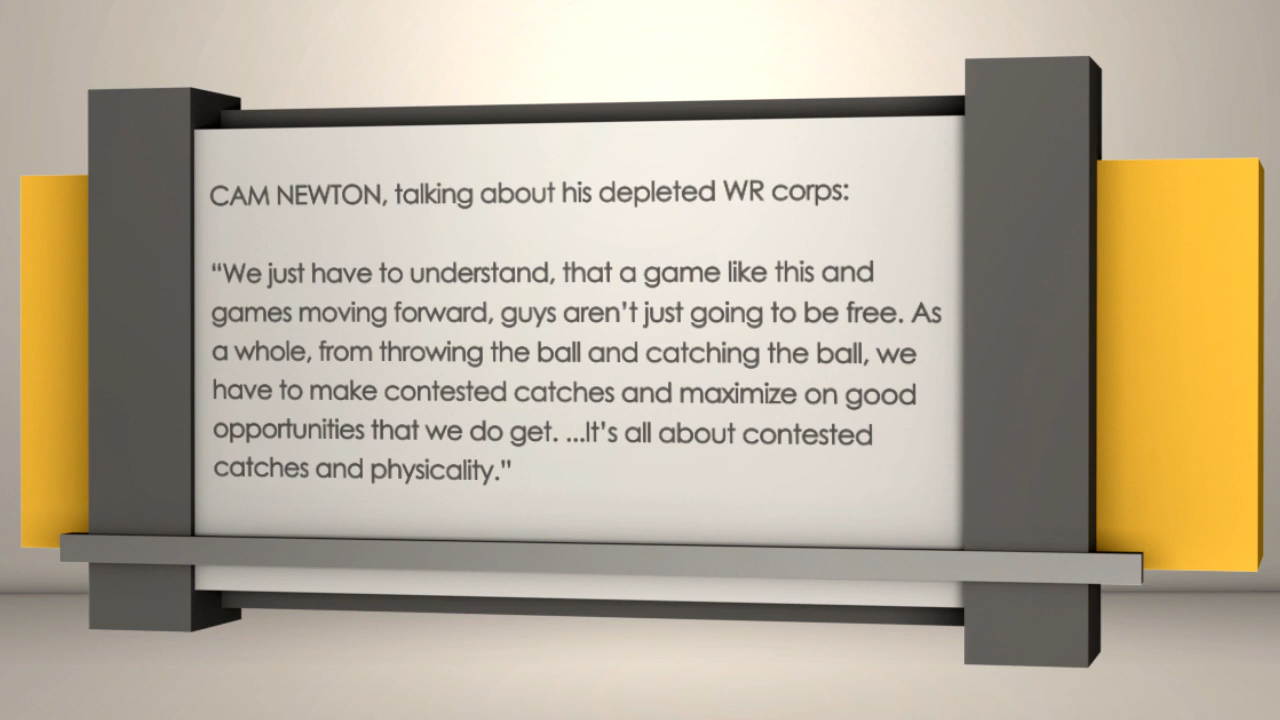 CAM NEWTON, talking about his depleted WR corps:
“We just have to understand, that a game like this and
games moving forward, guys aren’t just going to be free. As
a whole, from throwing the ball and catching the ball, we
have to make contested catches and maximize on good
opportunities that we do get. ...It’s all about contested
catches and physicality.”